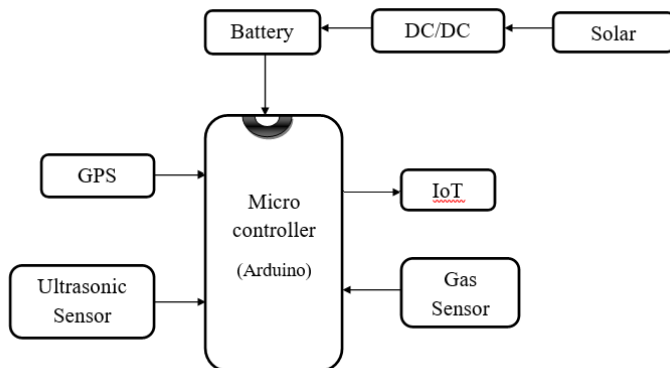 Battery
DC/DC
Solar
GPS
Micro
controller
(Arduino)
IoT
Ultrasonic
Sensor
Gas
Sensor